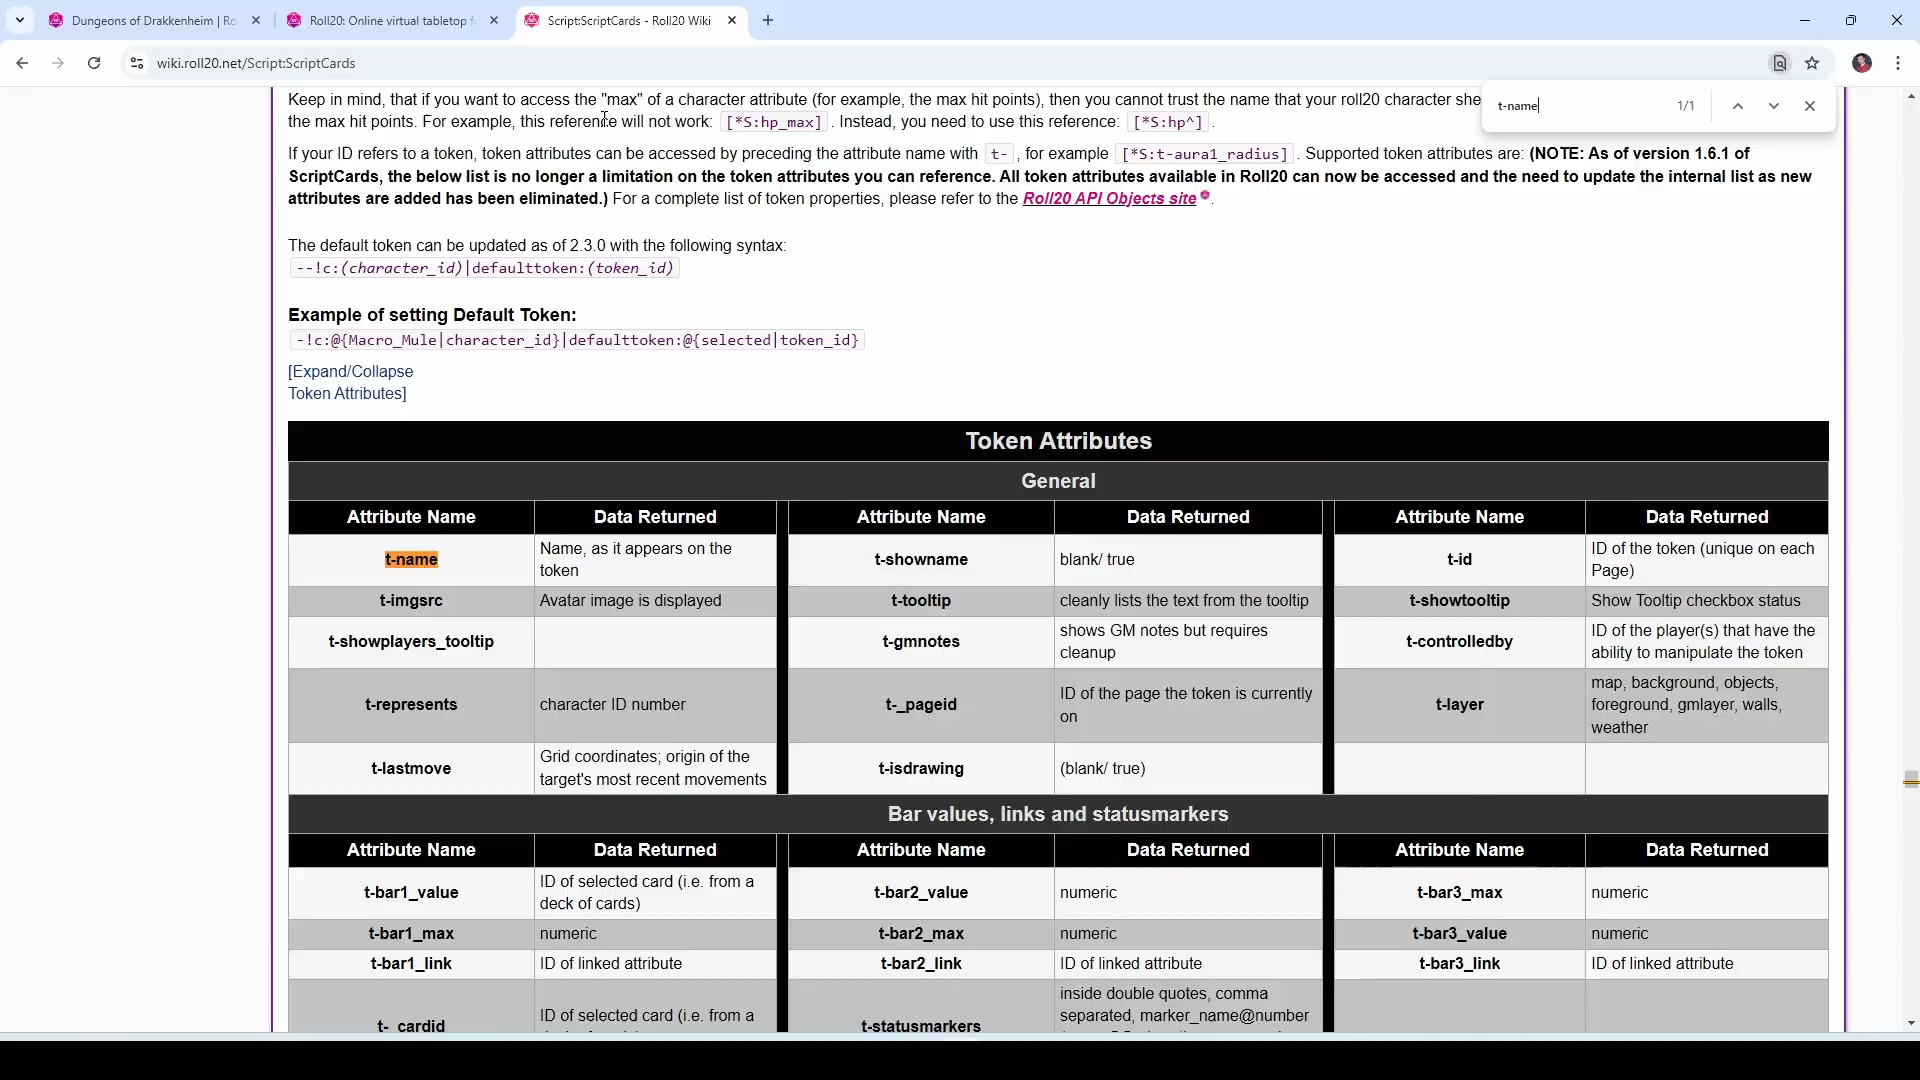 Dungeons of Drakkenheim | Ro
Roll20: Online virtual tabletop f
Script:ScriptCards - Roll20 Wiki
wiki.roll20.net/Script:ScriptCards
t-name
1/1
Keep in mind, that if you want to access the "max" of a character attribute (for example, the max hit points), then you cannot trust the name that your roll20 character she
the max hit points. For example, this reference will not work: [*S:hp_max] . Instead, you need to use this reference: [*S:hp^] .
If your ID refers to a token, token attributes can be accessed by preceding the attribute name with t- , for example [*S:t-aura1_radius] . Supported token attributes are: (NOTE: As of version 1.6.1 of
ScriptCards, the below list is no longer a limitation on the token attributes you can reference. All token attributes available in Roll20 can now be accessed and the need to update the internal list as new
attributes are added has been eliminated.) For a complete list of token properties, please refer to the Roll20 API Objects site .
The default token can be updated as of 2.3.0 with the following syntax:
--!c:(character_id)|defaulttoken:(token_id)
Example of setting Default Token:
-!c:@{Macro_Mule|character_id}|defaulttoken:@{selected|token_id}
[Expand/Collapse
Token Attributes]
Token Attributes
General
Attribute Name Data Returned Attribute Name Data Returned Attribute Name Data Returned
t-name Name, as it appears on the token t-showname blank/ true t-id ID of the token (unique on each Page)
t-imgsrc Avatar image is displayed t-tooltip cleanly lists the text from the tooltip t-showtooltip Show Tooltip checkbox status
t-showplayers_tooltip t-gmnotes shows GM notes but requires cleanup t-controlledby ID of the player(s) that have the ability to manipulate the token
t-represents character ID number t-_pageid ID of the page the token is currently on t-layer map, background, objects, foreground, gmlayer, walls, weather
t-lastmove Grid coordinates; origin of the target's most recent movements t-isdrawing (blank/ true)
Bar values, links and statusmarkers
Attribute Name Data Returned Attribute Name Data Returned Attribute Name Data Returned
t-bar1_value ID of selected card (i.e. from a deck of cards) t-bar2_value numeric t-bar3_max numeric
t-bar1_max numeric t-bar2_max numeric t-bar3_value numeric
t-bar1_link ID of linked attribute t-bar2_link ID of linked attribute t-bar3_link ID of linked attribute
t-_cardid ID of selected card (i.e. from a t-statusmarkers inside double quotes, comma separated, marker_name@number